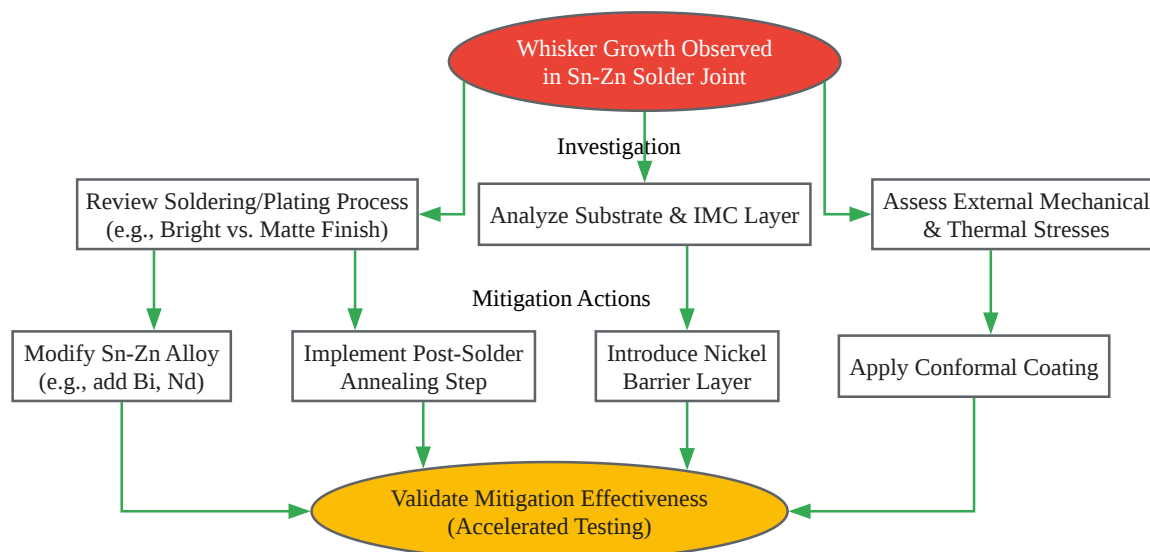 Whisker Growth Observed
in Sn-Zn Solder Joint
Investigation
Review Soldering/Plating Process
(e.g., Bright vs. Matte Finish)
Analyze Substrate & IMC Layer
Assess External Mechanical
& Thermal Stresses
Mitigation Actions
Modify Sn-Zn Alloy
(e.g., add Bi, Nd)
Implement Post-Solder
Annealing Step
Introduce Nickel
Barrier Layer
Apply Conformal Coating
Validate Mitigation Effectiveness
(Accelerated Testing)